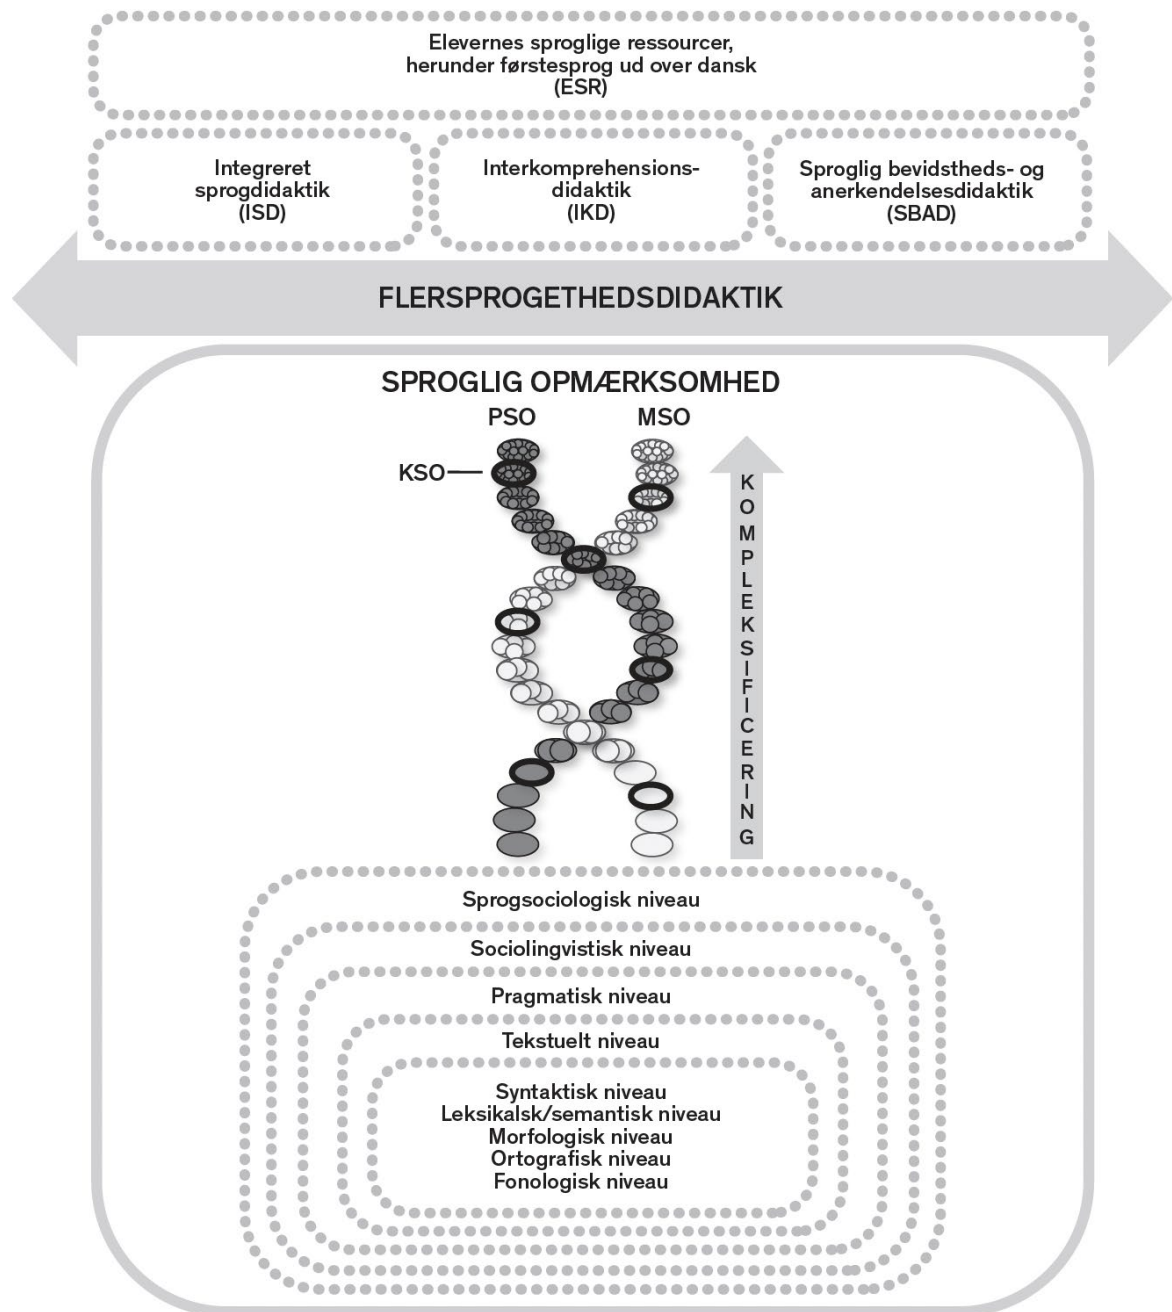 Elevernes sproglige ressourcer,
herunder førstesprog ud over dansk
(ESR)
Integreret
sprogdidaktik
(ISD)
Interkomprehensions-
didaktik
(IKD)
Sproglig bevidstheds- og
anerkendelsesdidaktik
(SBAD)
FLERSPROGETHEDSDIDAKTIK
SPROGLIG OPMÆRKSOMHED
PSO MSO
KSO
KOMPLEKSIFICERING
Sprogsociologisk niveau
Sociolingvistisk niveau
Pragmatisk niveau
Tekstuelt niveau
Syntaktisk niveau
Leksikalsk/semantisk niveau
Morfologisk niveau
Ortografisk niveau
Fonologisk niveau